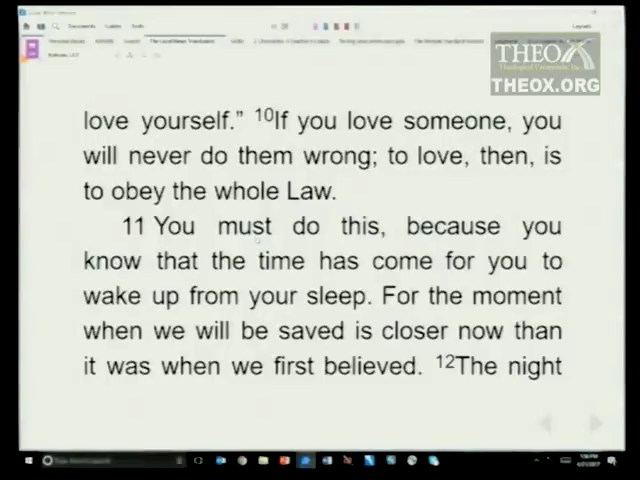 THEOX
THEOX.ORG
love yourself.” 10If you love someone, you
will never do them wrong; to love, then, is
to obey the whole Law.
11 You must do this, because you
know that the time has come for you to
wake up from your sleep. For the moment
when we will be saved is closer now than
it was when we first believed. 12The night